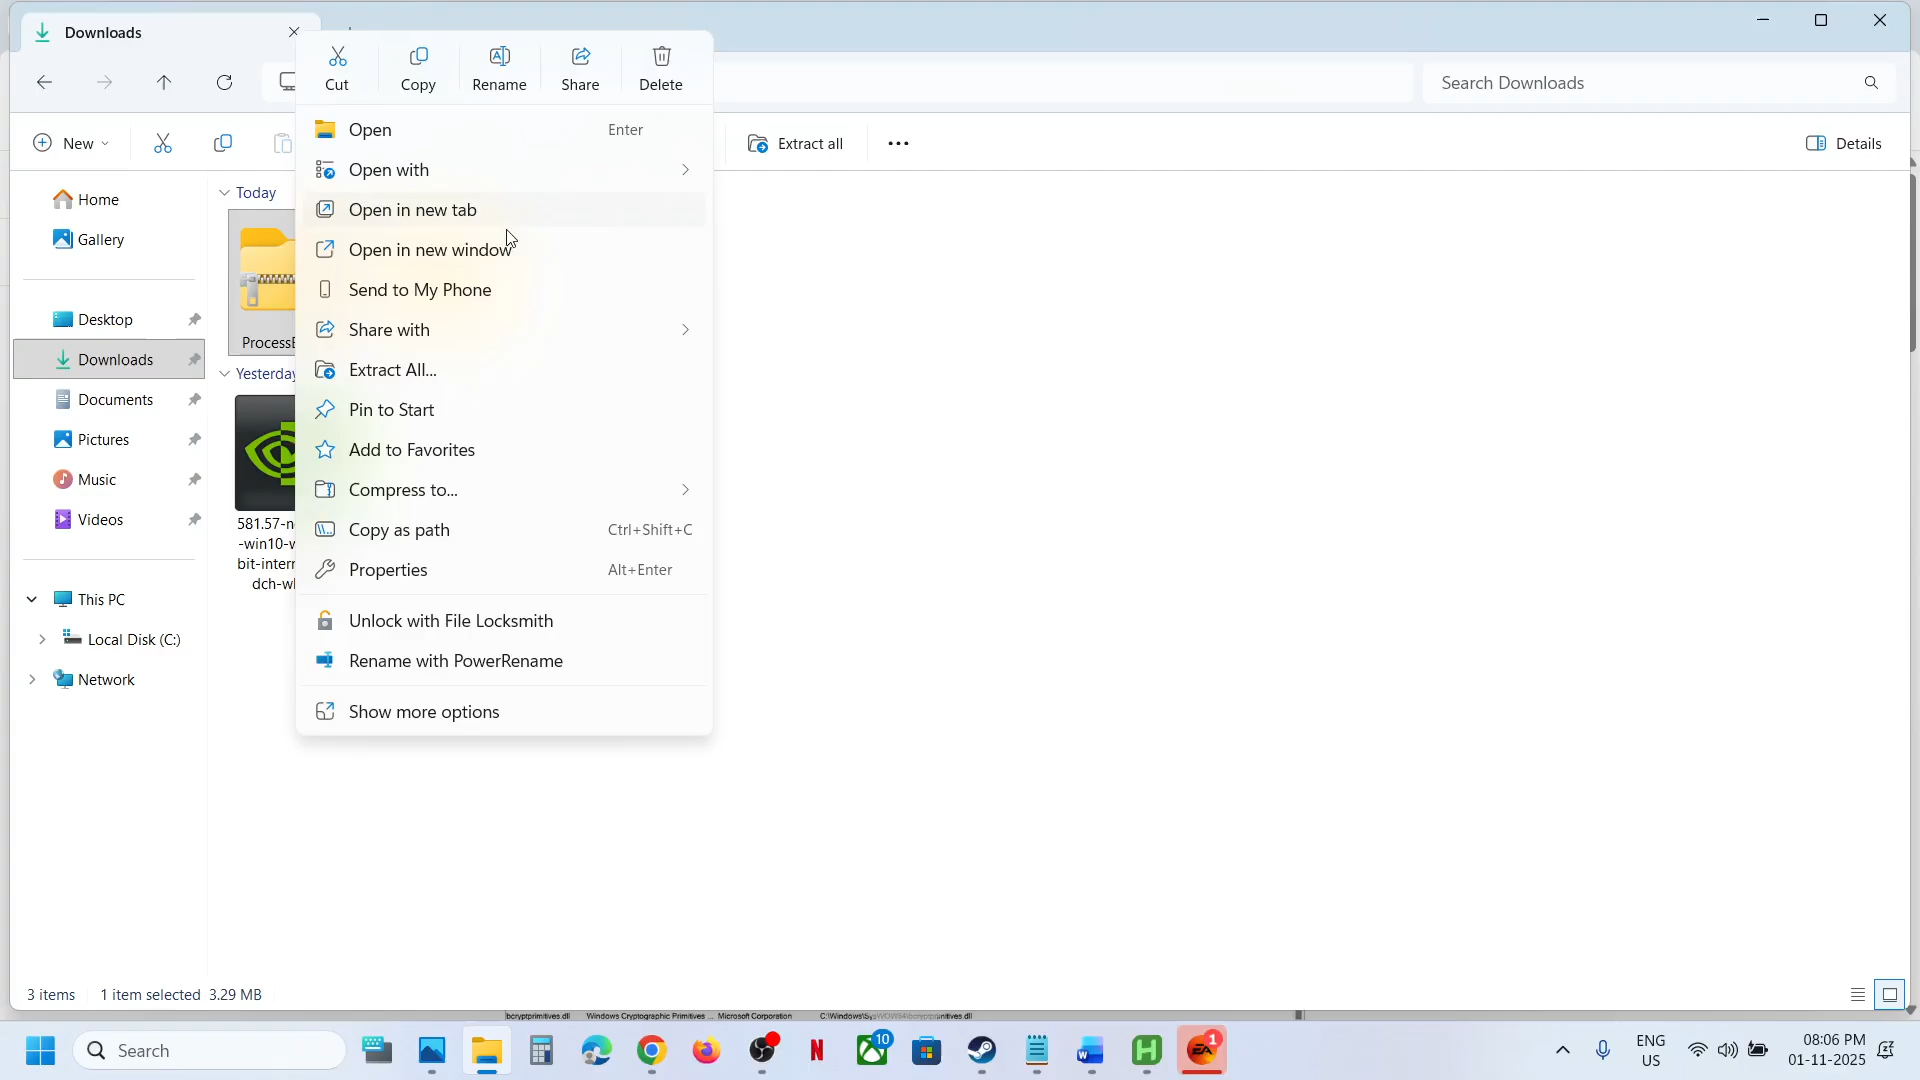 Downloads
Cut
Copy
Rename
Share
Delete
Search Downloads
New
Extract all
Details
Open Enter
Open with
Open in new tab
Open in new window
Send to My Phone
Share with
Extract All...
Pin to Start
Add to Favorites
Compress to...
Copy as path Ctrl+Shift+C
Properties Alt+Enter
Unlock with File Locksmith
Rename with PowerRename
Show more options
Home
Gallery
Desktop
Downloads
Documents
Pictures
Music
Videos
This PC
Local Disk (C:)
Network
Today
Yesterday
581.57-n
-win10-w
bit-interr
dch-wl
3 items 1 item selected 3.29 MB
bcryptprimitives.dll Windows Cryptographic Primitives ... Microsoft Corporation
Search
10
1
ENG
US
08:06 PM
01-11-2025